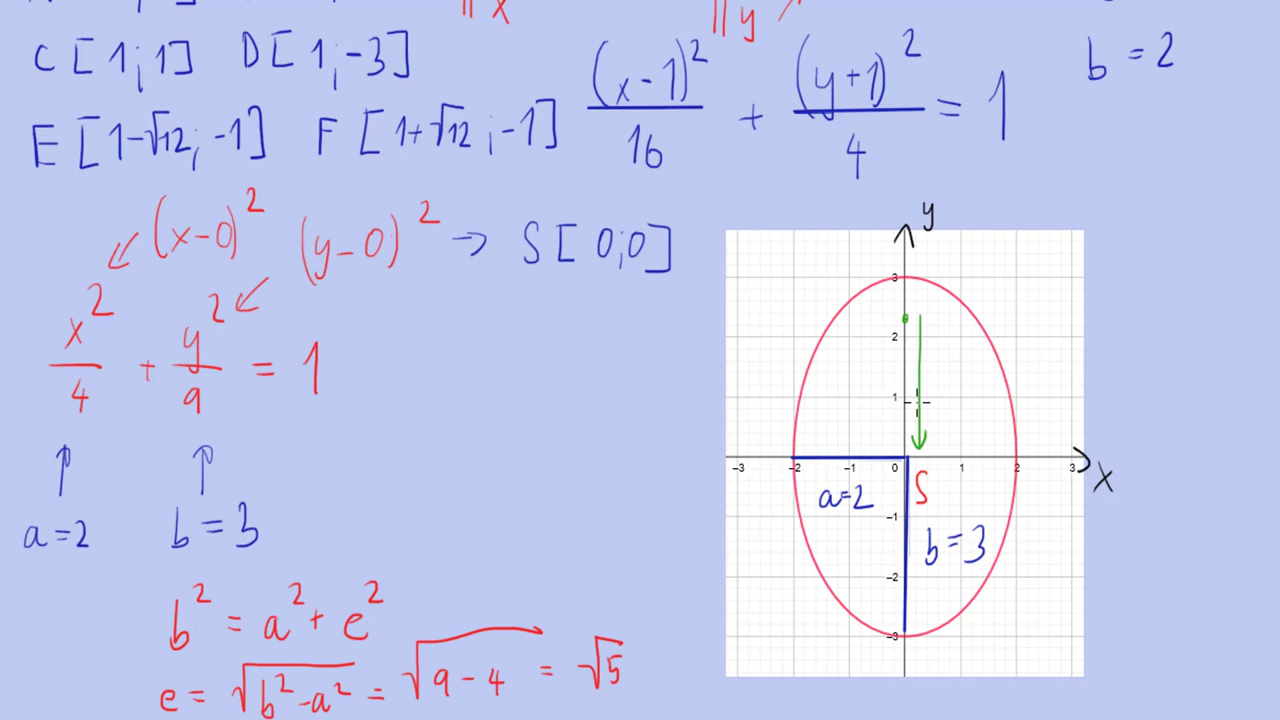 || x || y
C [1;1] D [1;-3] b = 2
E [1-√12; -1] F [1+√12; -1] (x-1)²/16 + (y+1)²/4 = 1
(x-0)² (y-0)² → S [0;0]
x²/4 + y²/9 = 1
a=2 b=3
b² = a² + e²
e = √b²-a² = √9-4 = √5
y
3
2
1
-3 -2 -1 0 1 2 3 x
a=2 S
-1
b=3
-2
-3